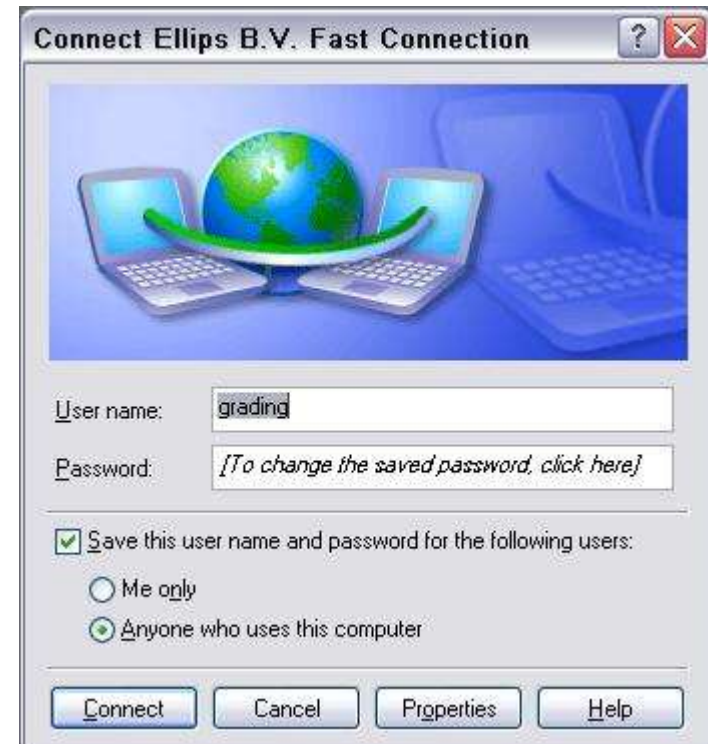 Connect Ellips B.V. Fast Connection
User name: grading
Password: [To change the saved password, click here]
Save this user name and password for the following users:
Me only
Anyone who uses this computer
Connect Cancel Properties Help